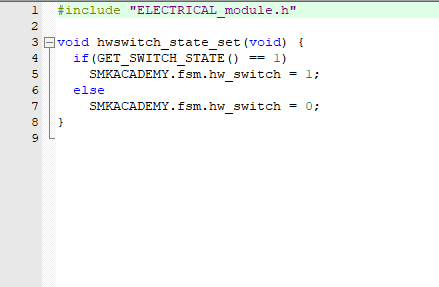 1 #include "ELECTRICAL_module.h"
2
3 void hwswitch_state_set(void) {
4 if(GET_SWITCH_STATE() == 1)
5 SMKACADEMY.fsm.hw_switch = 1;
6 else
7 SMKACADEMY.fsm.hw_switch = 0;
8 }
9